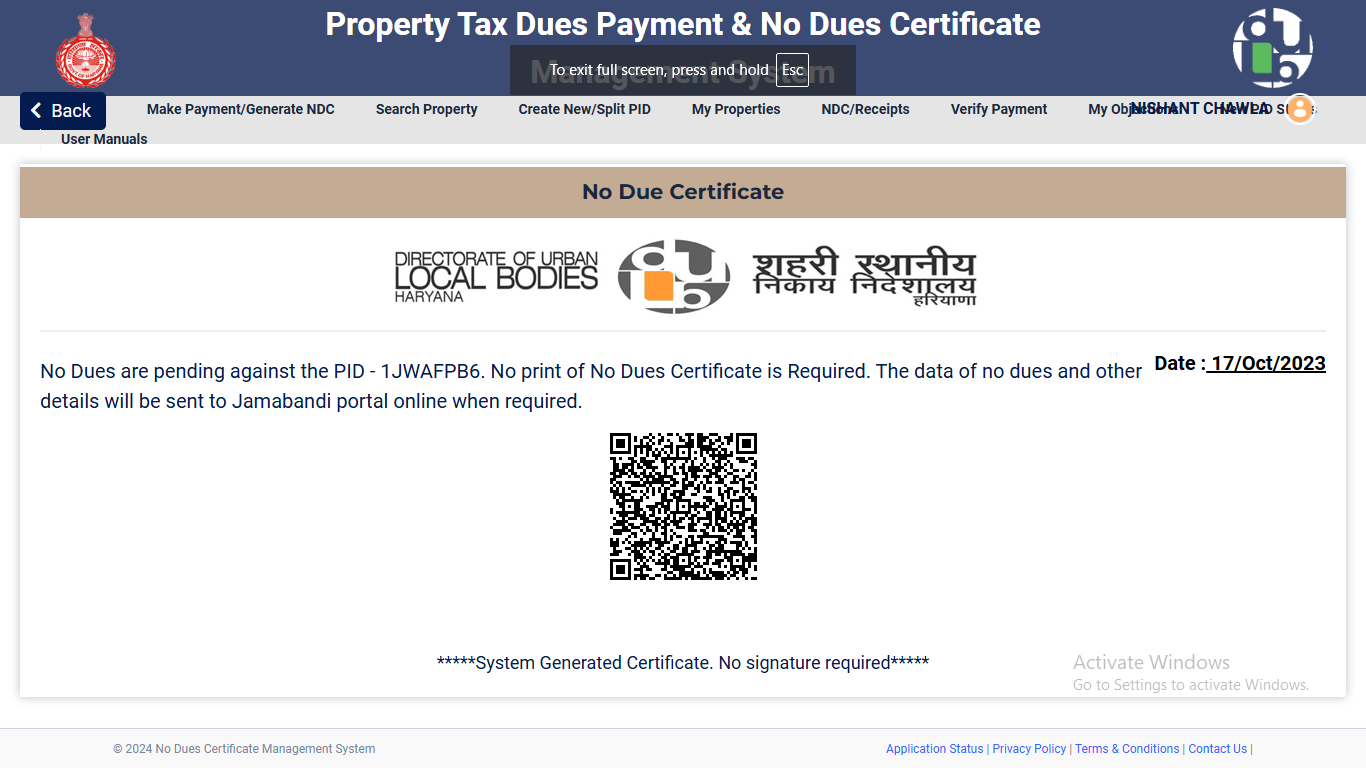 Property Tax Dues Payment & No Dues Certificate
Management System
To exit full screen, press and hold Esc
Back
Make Payment/Generate NDC Search Property Create New/Split PID My Properties NDC/Receipts Verify Payment My Objections NISHANT CHAWLA
User Manuals
No Due Certificate
DIRECTORATE OF URBAN
LOCAL BODIES
HARYANA
शहरी स्थानीय
निकाय निदेशालय
हरियाणा
Date : 17/Oct/2023
No Dues are pending against the PID - 1JWAFPB6. No print of No Dues Certificate is Required. The data of no dues and other
details will be sent to Jamabandi portal online when required.
*****System Generated Certificate. No signature required*****
Activate Windows
Go to Settings to activate Windows.
© 2024 No Dues Certificate Management System
Application Status | Privacy Policy | Terms & Conditions | Contact Us |